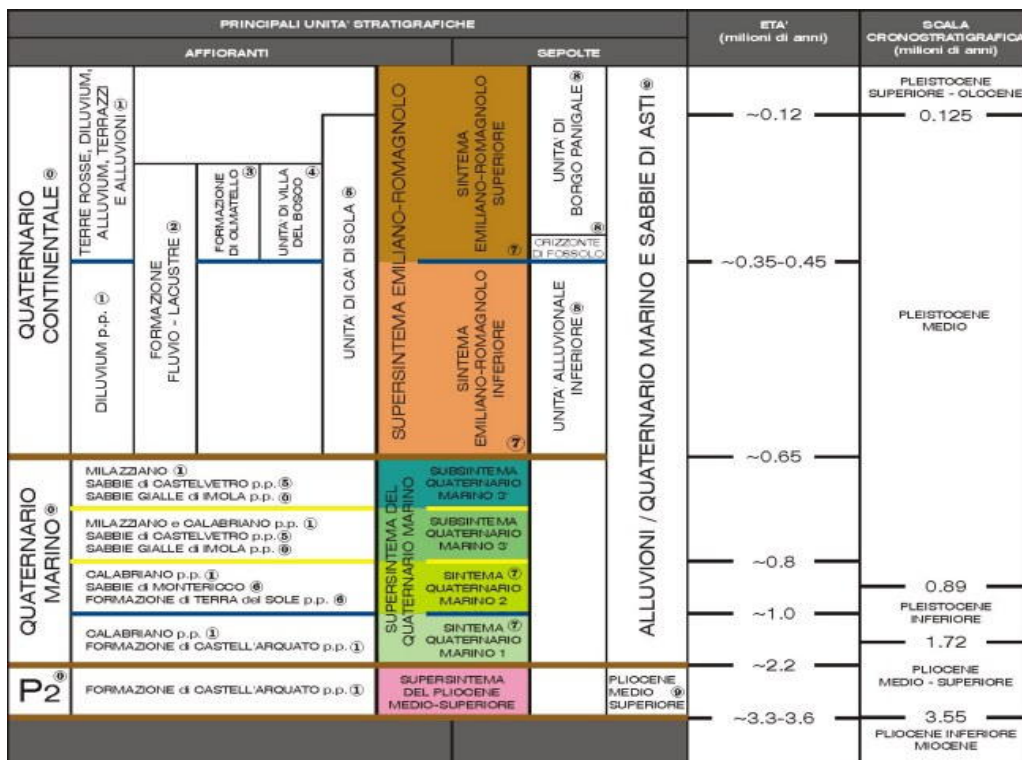 PRINCIPALI UNITA' STRATIGRAFICHE
AFFIORANTI
SEPOLTE
ETA'
(milioni di anni)
SCALA
CRONOSTRATIGRAFICA
(milioni di anni)
QUATERNARIO
CONTINENTALE ⓪
TERRE ROSSE, DILUVIUM,
ALLUVIUM, TERRAZZI
E ALLUVIONI ①
DILUVIUM p.p. ①
FORMAZIONE
FLUVIO - LACUSTRE ②
FORMAZIONE ③
DI OLMATELLO
UNITA' DI VILLA ④
DEL BOSCO
UNITA' DI CA' DI SOLA ⑤
SUPERSINTEMA EMILIANO-ROMAGNOLO
SINTEMA
EMILIANO-ROMAGNOLO
SUPERIORE
⑦
SINTEMA
EMILIANO-ROMAGNOLO
INFERIORE
⑦
UNITA' DI ⑧
BORGO PANIGALE
⑧
ORIZZONTE
DI FOSSOLO
UNITA' ALLUVIONALE
INFERIORE ⑧
ALLUVIONI / QUATERNARIO MARINO E SABBIE DI ASTI ⑨
~0.12
~0.35-0.45
~0.65
~0.8
~1.0
~2.2
~3.3-3.6
PLEISTOCENE
SUPERIORE - OLOCENE
0.125
PLEISTOCENE
MEDIO
0.89
PLEISTOCENE
INFERIORE
1.72
PLIOCENE
MEDIO - SUPERIORE
3.55
PLIOCENE INFERIORE
MIOCENE
QUATERNARIO
MARINO ⓪
MILAZZIANO ①
SABBIE di CASTELVETRO p.p. ⑤
SABBIE GIALLE di IMOLA p.p. ⓪
MILAZZIANO e CALABRIANO p.p. ①
SABBIE di CASTELVETRO p.p. ⑤
SABBIE GIALLE di IMOLA p.p. ⓪
CALABRIANO p.p. ①
SABBIE di MONTERICCO ⑥
FORMAZIONE di TERRA del SOLE p.p. ⑥
CALABRIANO p.p. ①
FORMAZIONE di CASTELL'ARQUATO p.p. ①
SUPERSINTEMA DEL
QUATERNARIO MARINO
SUBSINTEMA
QUATERNARIO
MARINO 3"
SUBSINTEMA
QUATERNARIO
MARINO 3'
SINTEMA ⑦
QUATERNARIO
MARINO 2
SINTEMA ⑦
QUATERNARIO
MARINO 1
P2 ⓪
FORMAZIONE di CASTELL'ARQUATO p.p. ①
SUPERSINTEMA
DEL PLIOCENE
MEDIO-SUPERIORE
PLIOCENE
MEDIO ⑨
SUPERIORE